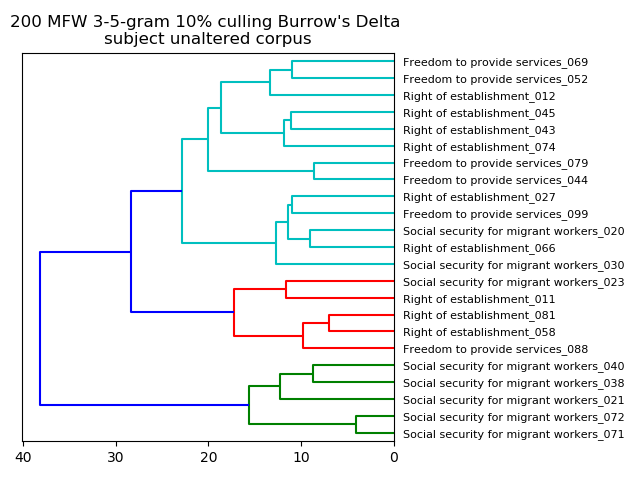 200 MFW 3-5-gram 10% culling Burrow's Delta
subject unaltered corpus
Freedom to provide services_069
Freedom to provide services_052
Right of establishment_012
Right of establishment_045
Right of establishment_043
Right of establishment_074
Freedom to provide services_079
Freedom to provide services_044
Right of establishment_027
Freedom to provide services_099
Social security for migrant workers_020
Right of establishment_066
Social security for migrant workers_030
Social security for migrant workers_023
Right of establishment_011
Right of establishment_081
Right of establishment_058
Freedom to provide services_088
Social security for migrant workers_040
Social security for migrant workers_038
Social security for migrant workers_021
Social security for migrant workers_072
Social security for migrant workers_071
40 30 20 10 0